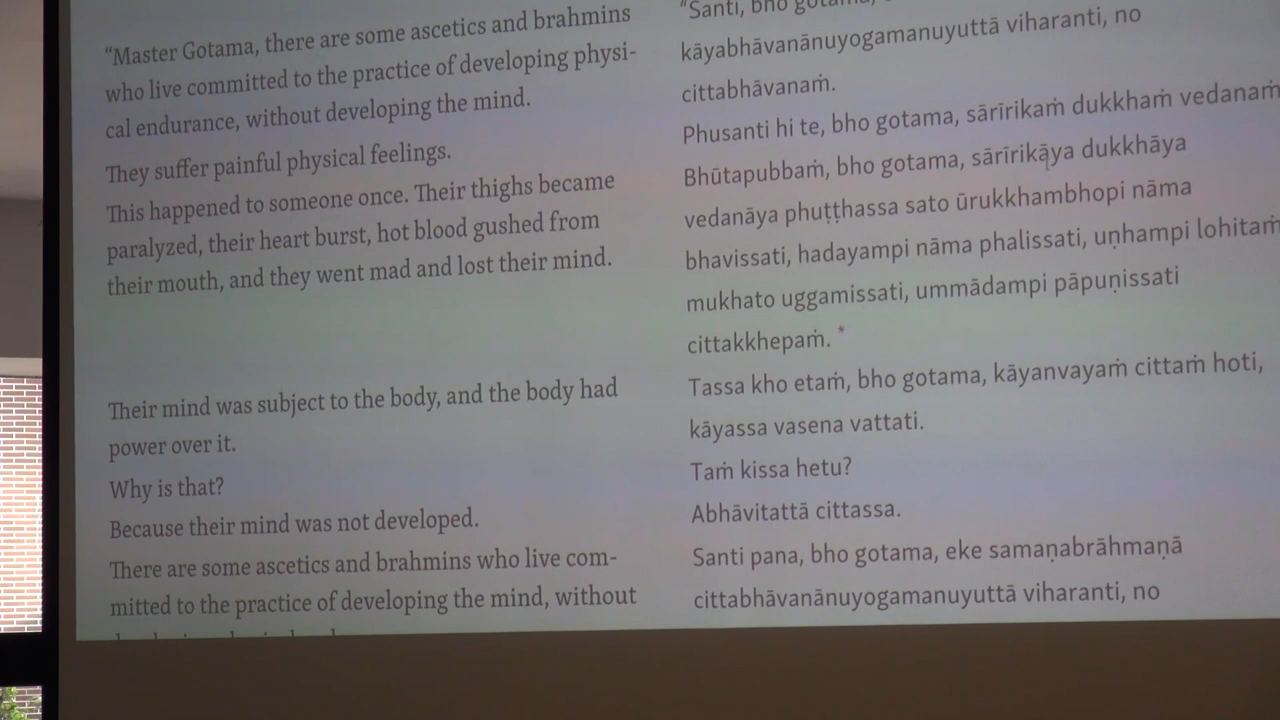 “Master Gotama, there are some ascetics and brahmins
who live committed to the practice of developing physi-
cal endurance, without developing the mind.
They suffer painful physical feelings.
This happened to someone once. Their thighs became
paralyzed, their heart burst, hot blood gushed from
their mouth, and they went mad and lost their mind.
Their mind was subject to the body, and the body had
power over it.
Why is that?
Because their mind was not developed.
There are some ascetics and brahmins who live com-
mitted to the practice of developing the mind, without
“Santi, bho gotama,
kāyabhāvanānuyogamanuyuttā viharanti, no
cittabhāvanaṁ.
Phusanti hi te, bho gotama, sārīrikaṁ dukkhaṁ vedanaṁ
Bhūtapubbaṁ, bho gotama, sārīrikāya dukkhāya
vedanāya phuṭṭhassa sato ūrukkhambhopi nāma
bhavissati, hadayampi nāma phalissati, uṇhampi lohitaṁ
mukhato uggamissati, ummādampi pāpuṇissati
cittakkhepaṁ. *
Tassa kho etaṁ, bho gotama, kāyanvayaṁ cittaṁ hoti,
kāyassa vasena vattati.
Taṁ kissa hetu?
Abhāvitattā cittassa.
Santi pana, bho gotama, eke samaṇabrāhmaṇā
cittabhāvanānuyogamanuyuttā viharanti, no